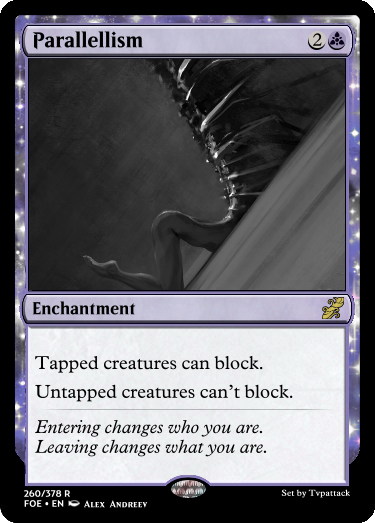 Parallellism
2
Enchantment
Tapped creatures can block.
Untapped creatures can't block.
Entering changes who you are.
Leaving changes what you are.
260/378 R
Set by Tvpattack
FOE • EN Alex Andreev